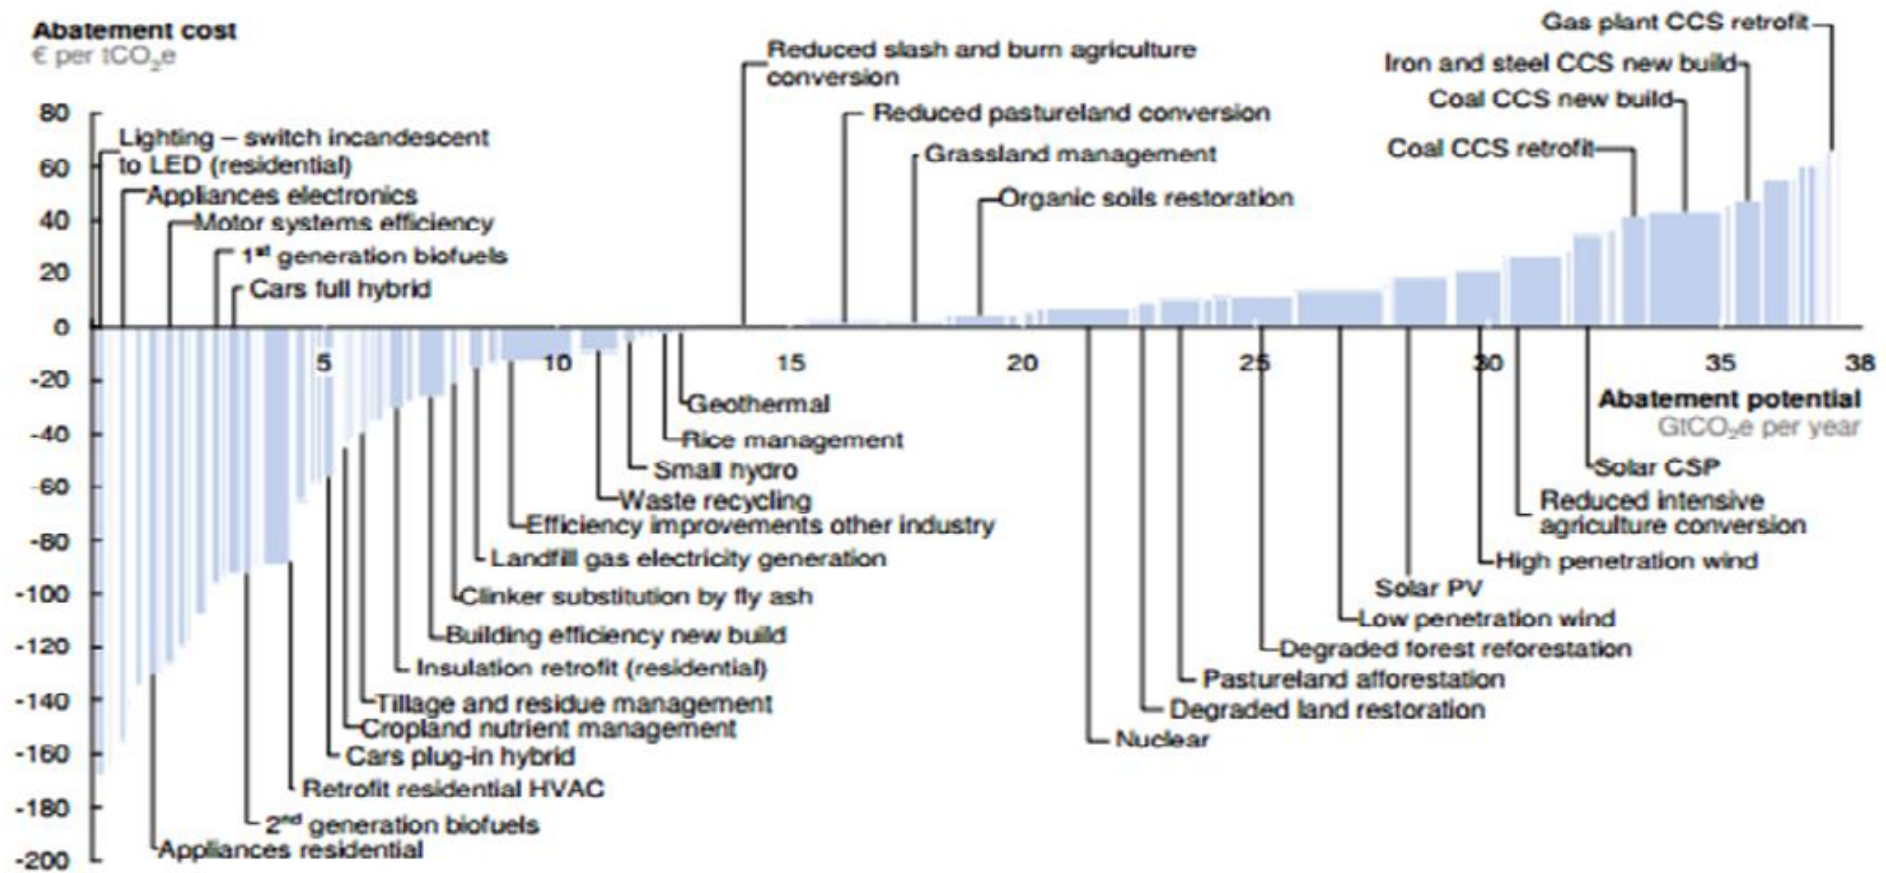 Abatement cost
€ per tCO₂e
Gas plant CCS retrofit
Iron and steel CCS new build
Coal CCS new build
Coal CCS retrofit
Reduced slash and burn agriculture
conversion
Reduced pastureland conversion
Grassland management
Organic soils restoration
Lighting – switch incandescent
to LED (residential)
Appliances electronics
Motor systems efficiency
1st generation biofuels
Cars full hybrid
80
60
40
20
0
-20
-40
-60
-80
-100
-120
-140
-160
-180
-200
5
10
15
20
25
30
35
38
Abatement potential
GtCO₂e per year
Geothermal
Rice management
Small hydro
Waste recycling
Efficiency improvements other industry
Landfill gas electricity generation
Clinker substitution by fly ash
Building efficiency new build
Insulation retrofit (residential)
Tillage and residue management
Cropland nutrient management
Cars plug-in hybrid
Retrofit residential HVAC
2nd generation biofuels
Appliances residential
Solar CSP
Reduced intensive
agriculture conversion
High penetration wind
Solar PV
Low penetration wind
Degraded forest reforestation
Pastureland afforestation
Degraded land restoration
Nuclear